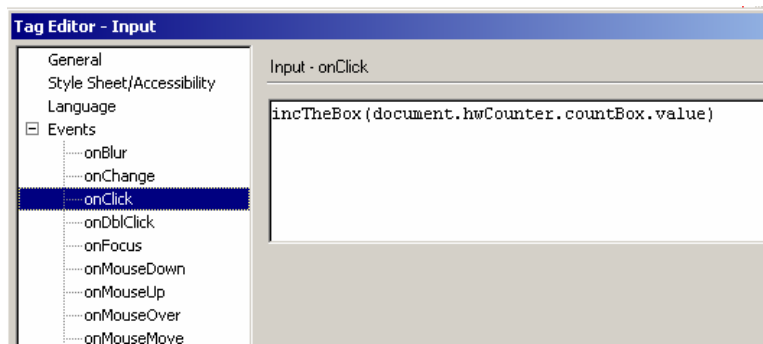 Tag Editor - Input
General
Style Sheet/Accessibility
Language
Events
onBlur
onChange
onClick
onDblClick
onFocus
onMouseDown
onMouseUp
onMouseOver
onMouseMove
Input - onClick
incTheBox(document.hwCounter.countBox.value)